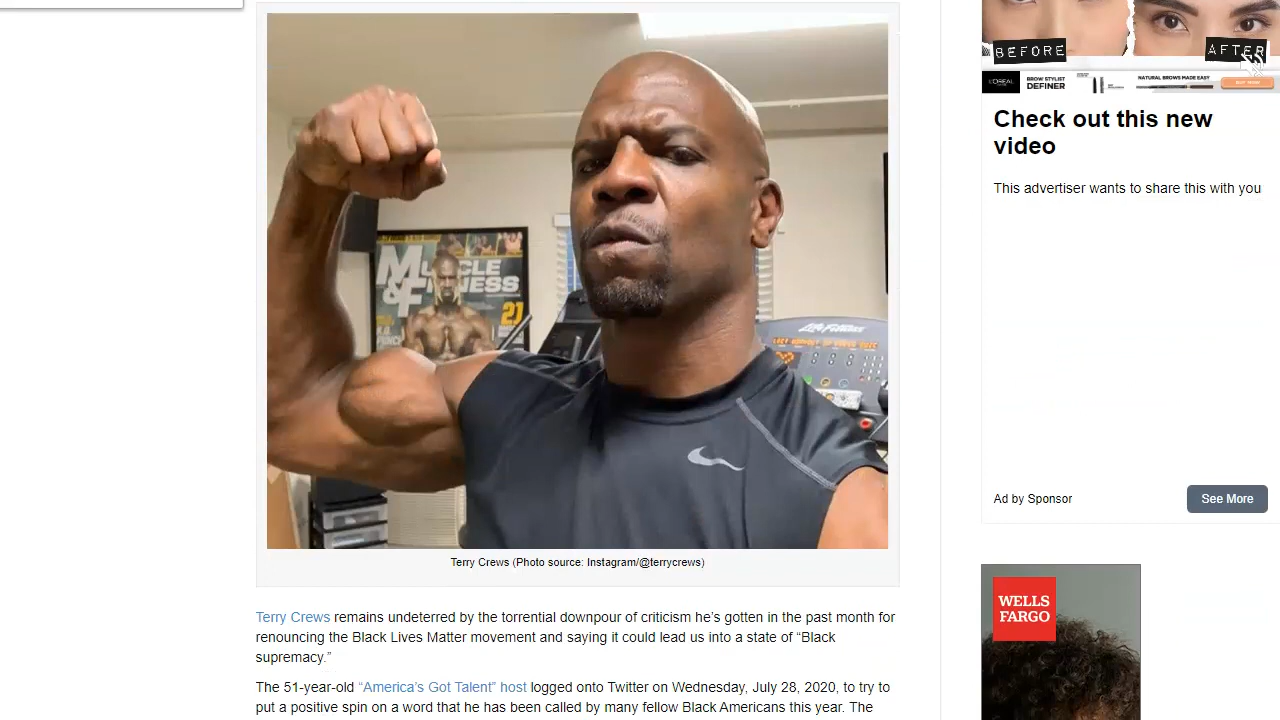 MUSCLE
& FITNESS
21
Life Fitness
Terry Crews (Photo source: Instagram/@terrycrews)
Terry Crews remains undeterred by the torrential downpour of criticism he’s gotten in the past month for
renouncing the Black Lives Matter movement and saying it could lead us into a state of “Black
supremacy.”
The 51-year-old “America’s Got Talent” host logged onto Twitter on Wednesday, July 28, 2020, to try to
put a positive spin on a word that he has been called by many fellow Black Americans this year. The
BEFORE
AFTER
L'ORÉAL
BROW STYLIST
DEFINER
NATURAL BROWS MADE EASY
Check out this new
video
This advertiser wants to share this with you
Ad by Sponsor
See More
WELLS
FARGO